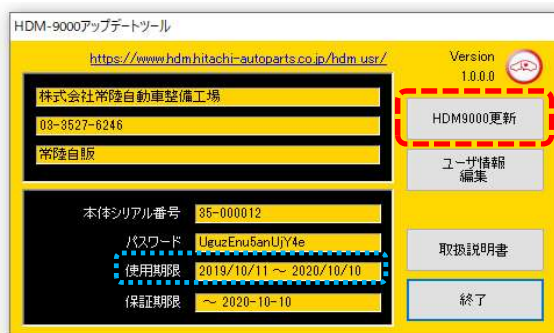 HDM-9000アップデートツール
https://www.hdm.hitachi-autoparts.co.jp/hdm_usr/
Version
1.0.0.0
株式会社常陸自動車整備工場
03-3527-6246
常陸自販
HDM9000更新
ユーザ情報
編集
本体シリアル番号 35-000012
パスワード UguzEnu5anUjY4e
使用期限 2019/10/11 ~ 2020/10/10
保証期限 ~ 2020-10-10
取扱説明書
終了